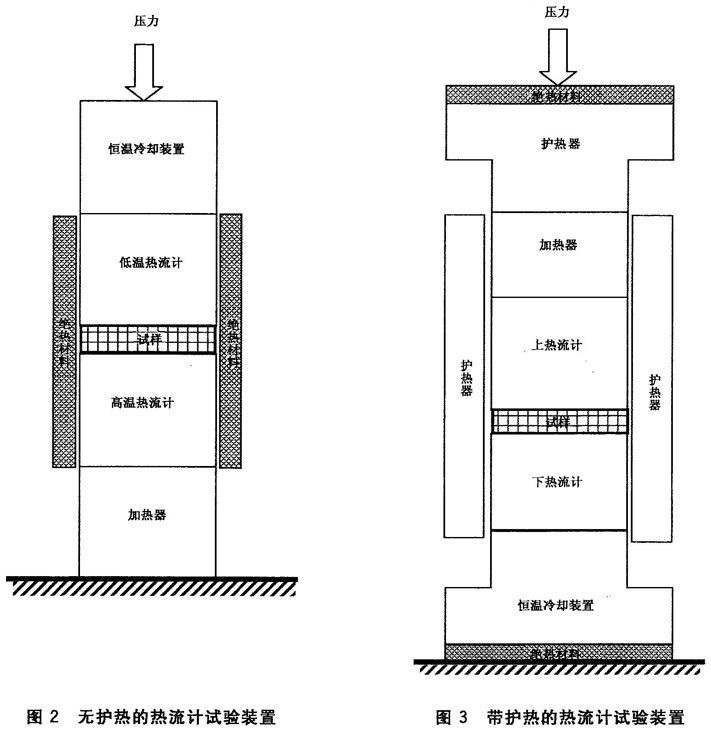 压力
恒温冷却装置
低温热流计
绝热材料
试样
绝热材料
高温热流计
加热器
图2 无护热的热流计试验装置
压力
绝热材料
护热器
加热器
上热流计
护热器
护热器
试样
下热流计
恒温冷却装置
绝热材料
图3 带护热的热流计试验装置